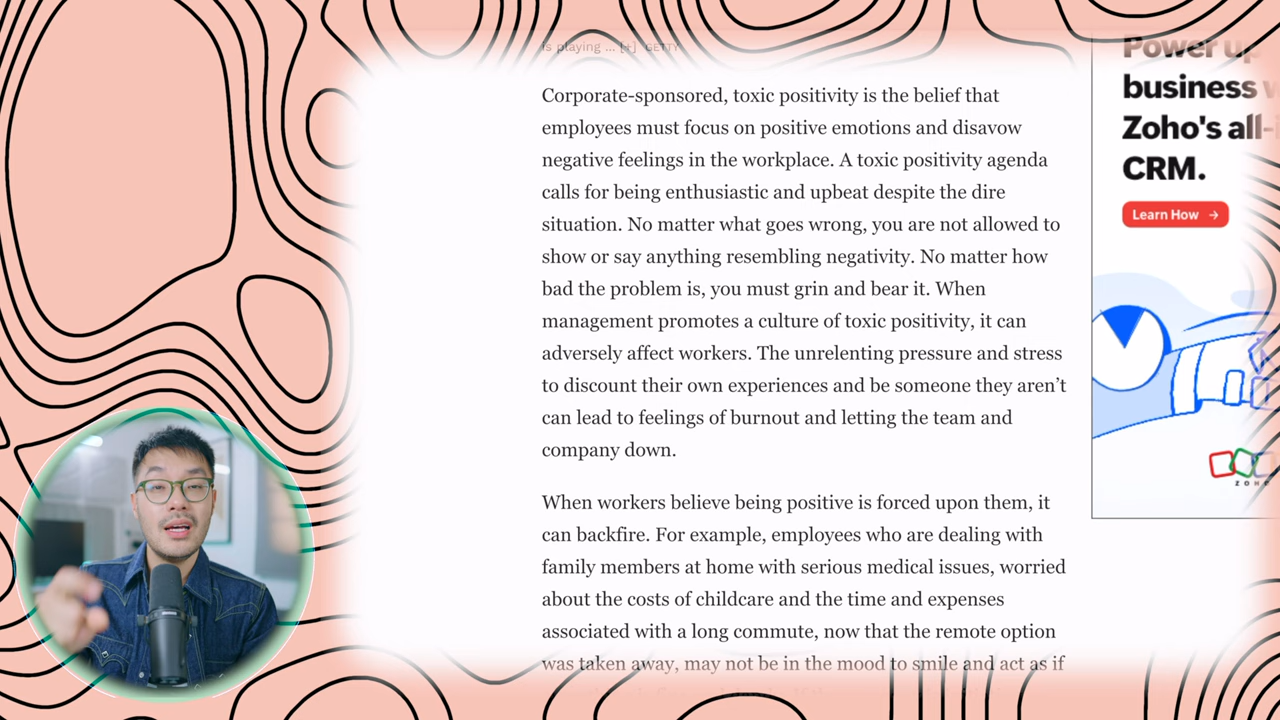 is playing ... [+] GETTY
Corporate-sponsored, toxic positivity is the belief that
employees must focus on positive emotions and disavow
negative feelings in the workplace. A toxic positivity agenda
calls for being enthusiastic and upbeat despite the dire
situation. No matter what goes wrong, you are not allowed to
show or say anything resembling negativity. No matter how
bad the problem is, you must grin and bear it. When
management promotes a culture of toxic positivity, it can
adversely affect workers. The unrelenting pressure and stress
to discount their own experiences and be someone they aren’t
can lead to feelings of burnout and letting the team and
company down.
When workers believe being positive is forced upon them, it
can backfire. For example, employees who are dealing with
family members at home with serious medical issues, worried
about the costs of childcare and the time and expenses
associated with a long commute, now that the remote option
was taken away, may not be in the mood to smile and act as if
Power up
business
Zoho's all-
CRM.
Learn How →
ZOHO